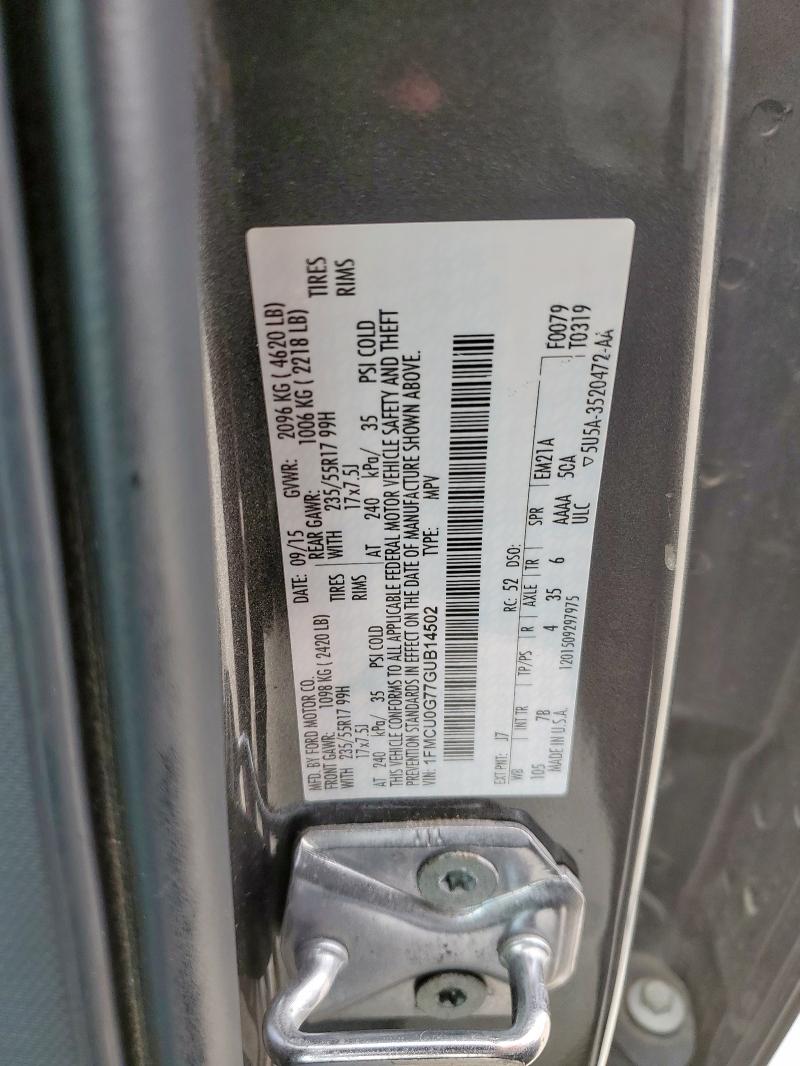 MFD. BY FORD MOTOR CO. DATE: 09/15 GVWR: 2096 KG ( 4620 LB)
FRONT GAWR: 1098 KG ( 2420 LB) REAR GAWR: 1006 KG ( 2218 LB)
WITH 235/55R17 99H TIRES WITH 235/55R17 99H TIRES
17x7.5J RIMS 17x7.5J RIMS
AT 240 kPa/ 35 PSI COLD AT 240 kPa/ 35 PSI COLD
THIS VEHICLE CONFORMS TO ALL APPLICABLE FEDERAL MOTOR VEHICLE SAFETY AND THEFT
PREVENTION STANDARDS IN EFFECT ON THE DATE OF MANUFACTURE SHOWN ABOVE.
VIN: 1FMCU0G77GUB14502 TYPE: MPV
EXT PNT: J7 RC: 52 DSO:
WB INT TR TP/PS R AXLE TR SPR EM21A F0079
105 7B 4 35 6 AAAA 5OA T0319
MADE IN U.S.A. 1201509297975 ULC ▽5U5A-3520472-AA